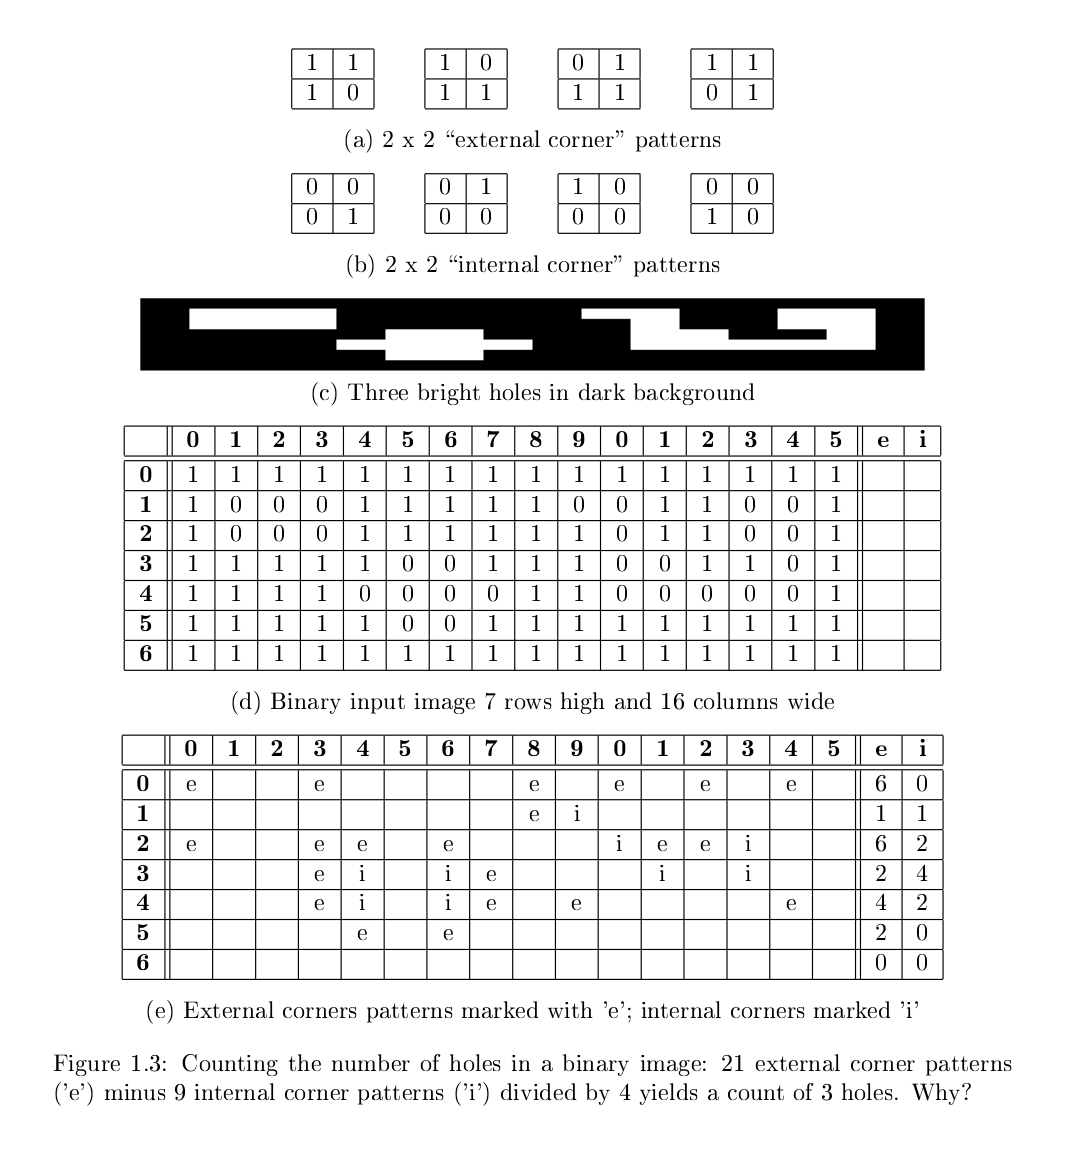 1 1 1 0 0 1 1 1
1 0 1 1 1 1 0 1
(a) 2 x 2 “external corner” patterns
0 0 0 1 1 0 0 0
0 1 0 0 0 0 1 0
(b) 2 x 2 “internal corner” patterns
(c) Three bright holes in dark background
0 1 2 3 4 5 6 7 8 9 0 1 2 3 4 5 e i
0 1 1 1 1 1 1 1 1 1 1 1 1 1 1 1 1
1 1 0 0 0 1 1 1 1 1 0 0 1 1 0 0 1
2 1 0 0 0 1 1 1 1 1 1 0 1 1 0 0 1
3 1 1 1 1 1 0 0 1 1 1 0 0 1 1 0 1
4 1 1 1 1 0 0 0 0 1 1 0 0 0 0 0 1
5 1 1 1 1 1 0 0 1 1 1 1 1 1 1 1 1
6 1 1 1 1 1 1 1 1 1 1 1 1 1 1 1 1
(d) Binary input image 7 rows high and 16 columns wide
0 1 2 3 4 5 6 7 8 9 0 1 2 3 4 5 e i
0 e e e e e e 6 0
1 e i 1 1
2 e e e e i e e i 6 2
3 e i i e i i 2 4
4 e i i e e e 4 2
5 e e 2 0
6 0 0
(e) External corners patterns marked with 'e'; internal corners marked 'i'
Figure 1.3: Counting the number of holes in a binary image: 21 external corner patterns
('e') minus 9 internal corner patterns ('i') divided by 4 yields a count of 3 holes. Why?